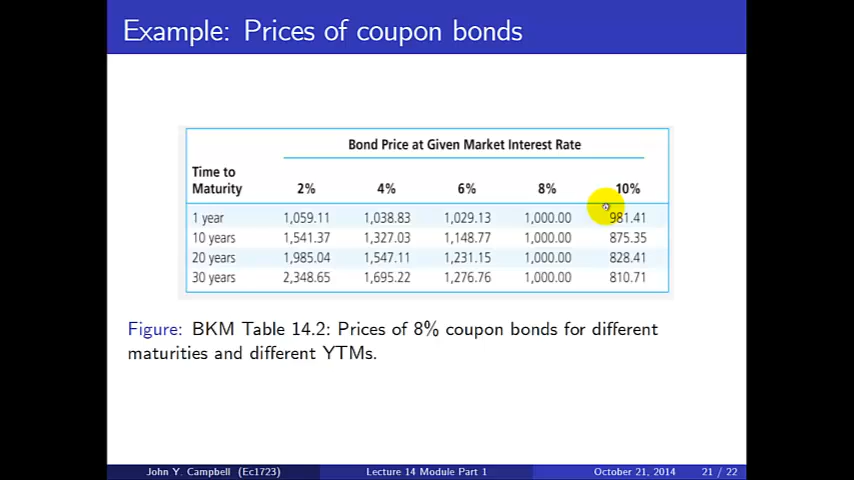 Example: Prices of coupon bonds
Bond Price at Given Market Interest Rate
Time to
Maturity 2% 4% 6% 8% 10%
1 year 1,059.11 1,038.83 1,029.13 1,000.00 981.41
10 years 1,541.37 1,327.03 1,148.77 1,000.00 875.35
20 years 1,985.04 1,547.11 1,231.15 1,000.00 828.41
30 years 2,348.65 1,695.22 1,276.76 1,000.00 810.71
Figure: BKM Table 14.2: Prices of 8% coupon bonds for different
maturities and different YTMs.
John Y. Campbell (Ec1723) Lecture 14 Module Part 1 October 21, 2014 21 / 22